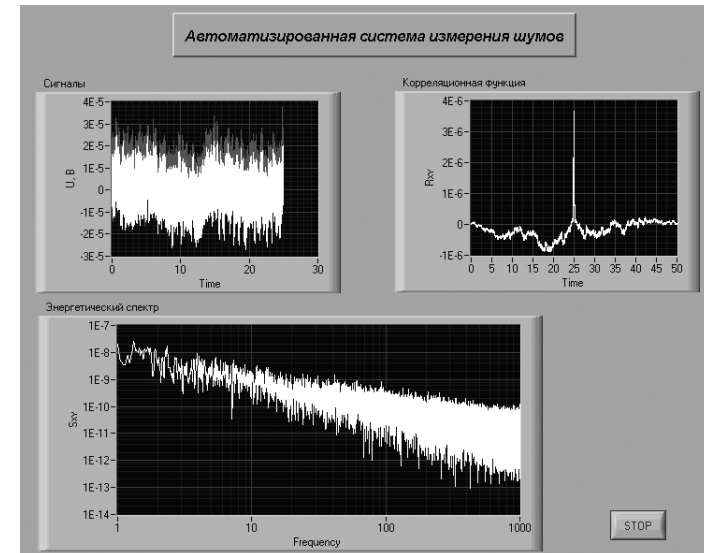 Автоматизированная система измерения шумов
Сигналы
U, В
4E-5
3E-5
2E-5
1E-5
0
-1E-5
-2E-5
-3E-5
0 10 20 30
Time
Корреляционная функция
Rxy
4E-6
3E-6
2E-6
1E-6
0
-1E-6
0 5 10 15 20 25 30 35 40 45 50
Time
Энергетический спектр
Sxy
1E-7
1E-8
1E-9
1E-10
1E-11
1E-12
1E-13
1E-14
1 10 100 1000
Frequency
STOP